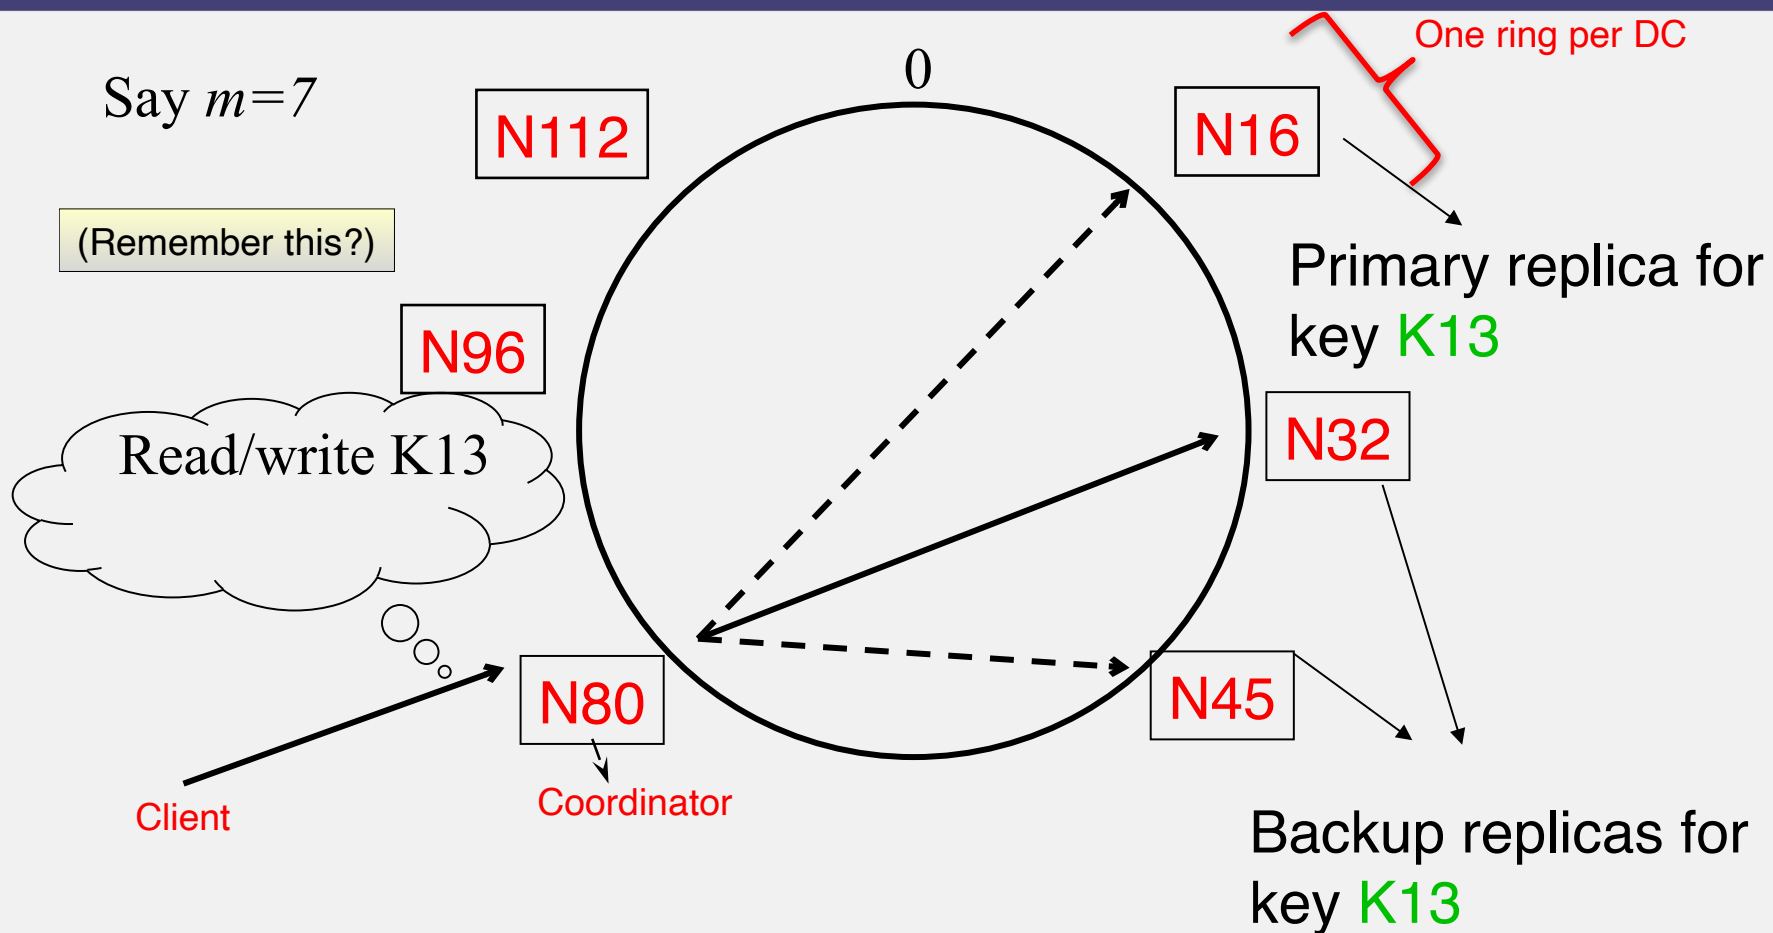 One ring per DC
0
Say m=7
N112
N16
(Remember this?)
Primary replica for
key K13
N96
N32
Read/write K13
N80
N45
Client
Coordinator
Backup replicas for
key K13